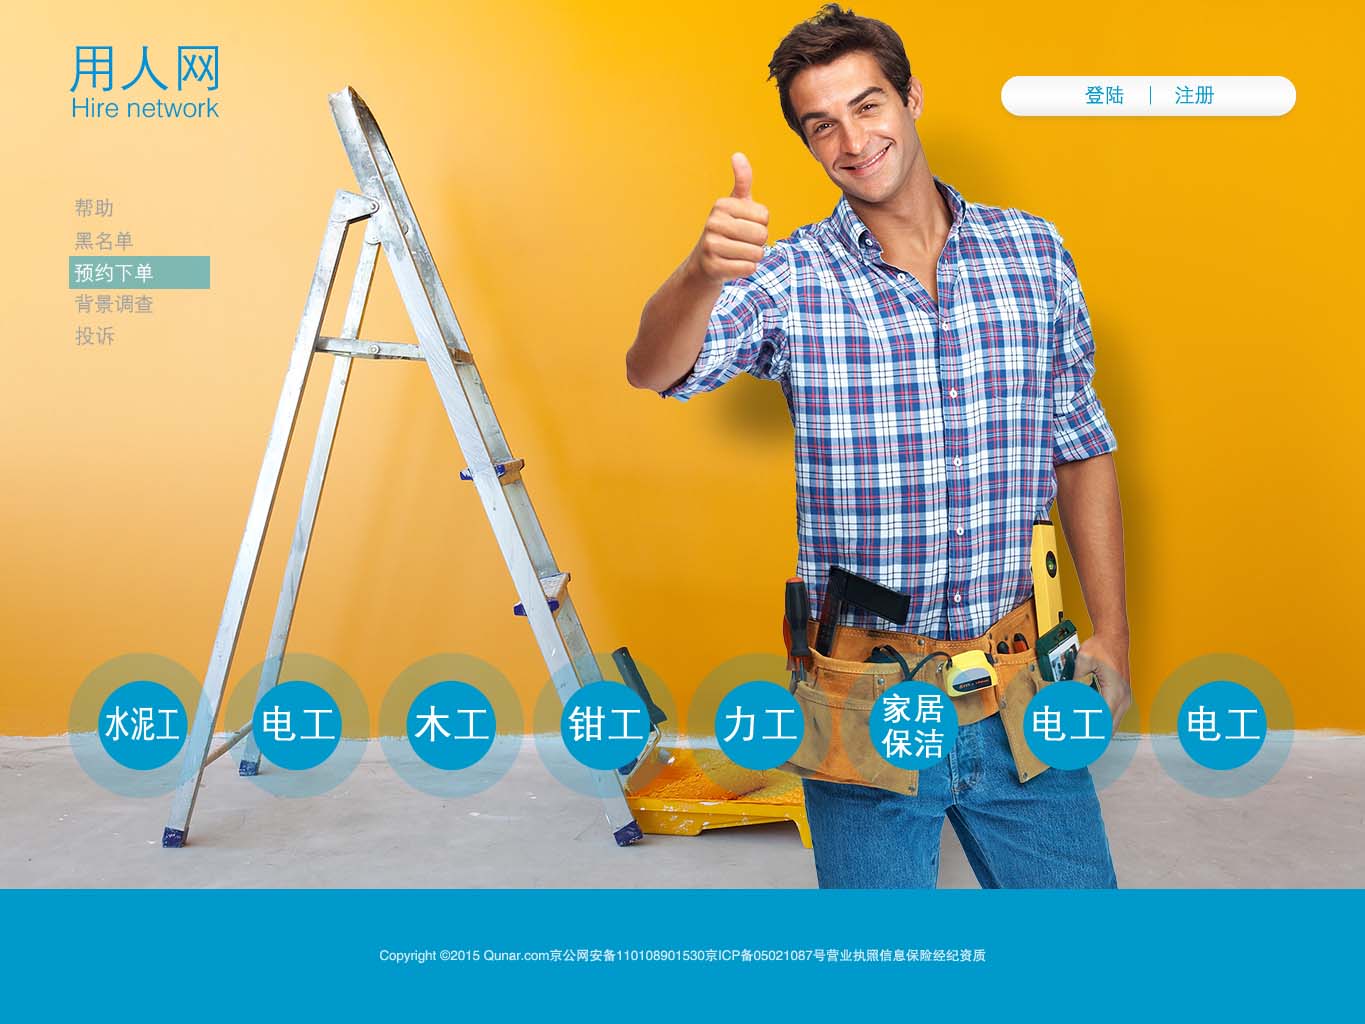 用人网
Hire network
登陆 | 注册
帮助
黑名单
预约下单
背景调查
投诉
水泥工
电工
木工
钳工
力工
家居
保洁
电工
电工
Copyright ©2015 Qunar.com京公网安备110108901530京ICP备05021087号营业执照信息保险经纪资质